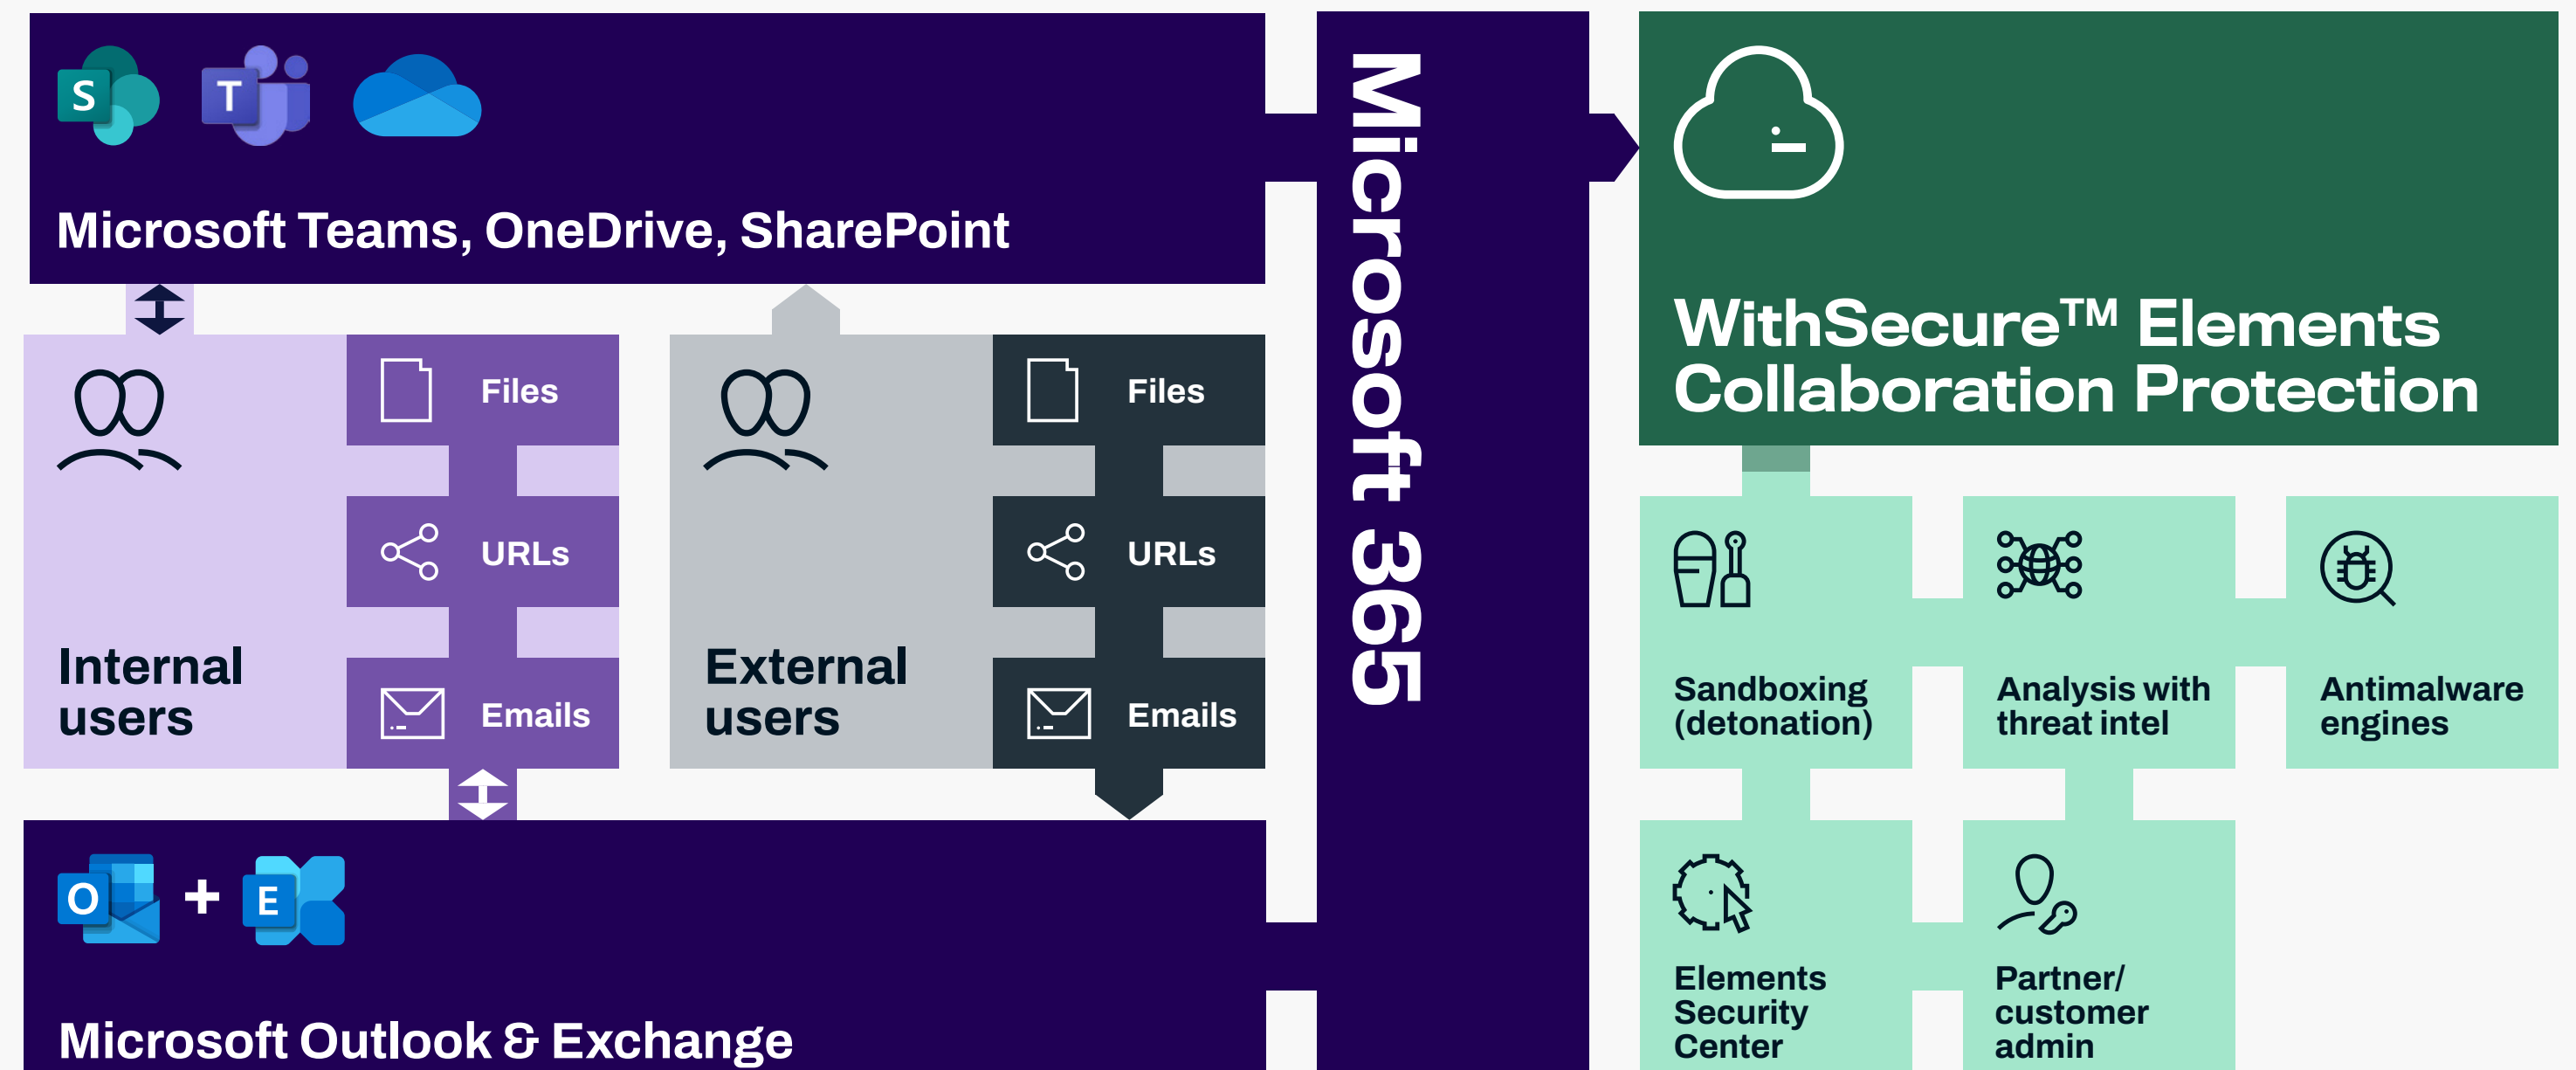 S
T
Microsoft Teams, OneDrive, SharePoint
Files
URLs
Emails
Internal
users
Files
URLs
Emails
External
users
O
+
E
Microsoft Outlook & Exchange
Microsoft 365
WithSecure™ Elements
Collaboration Protection
Sandboxing
(detonation)
Analysis with
threat intel
Antimalware
engines
Elements
Security
Center
Partner/
customer
admin